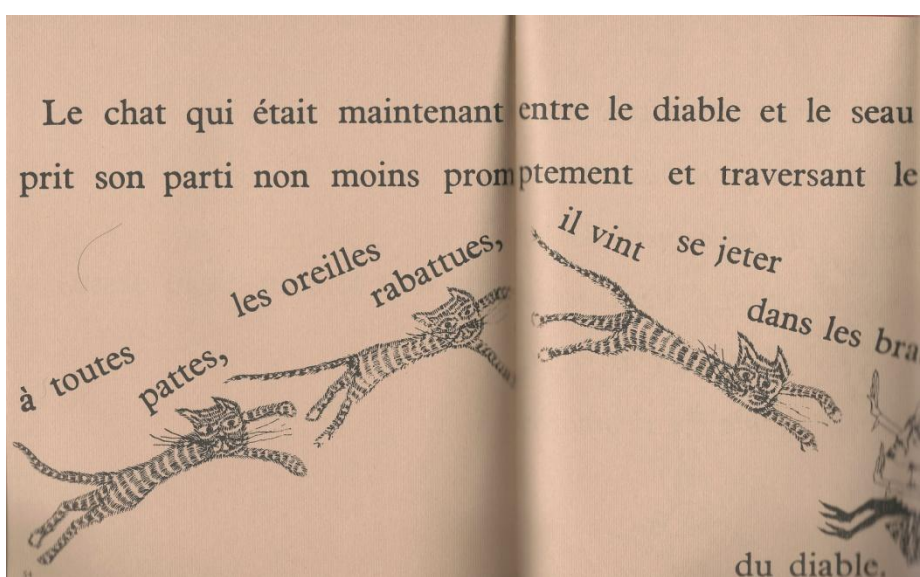 Le chat qui était maintenant entre le diable et le seau
prit son parti non moins promptement et traversant le
à toutes pattes, les oreilles rabattues, il vint se jeter dans les bra
du diable.